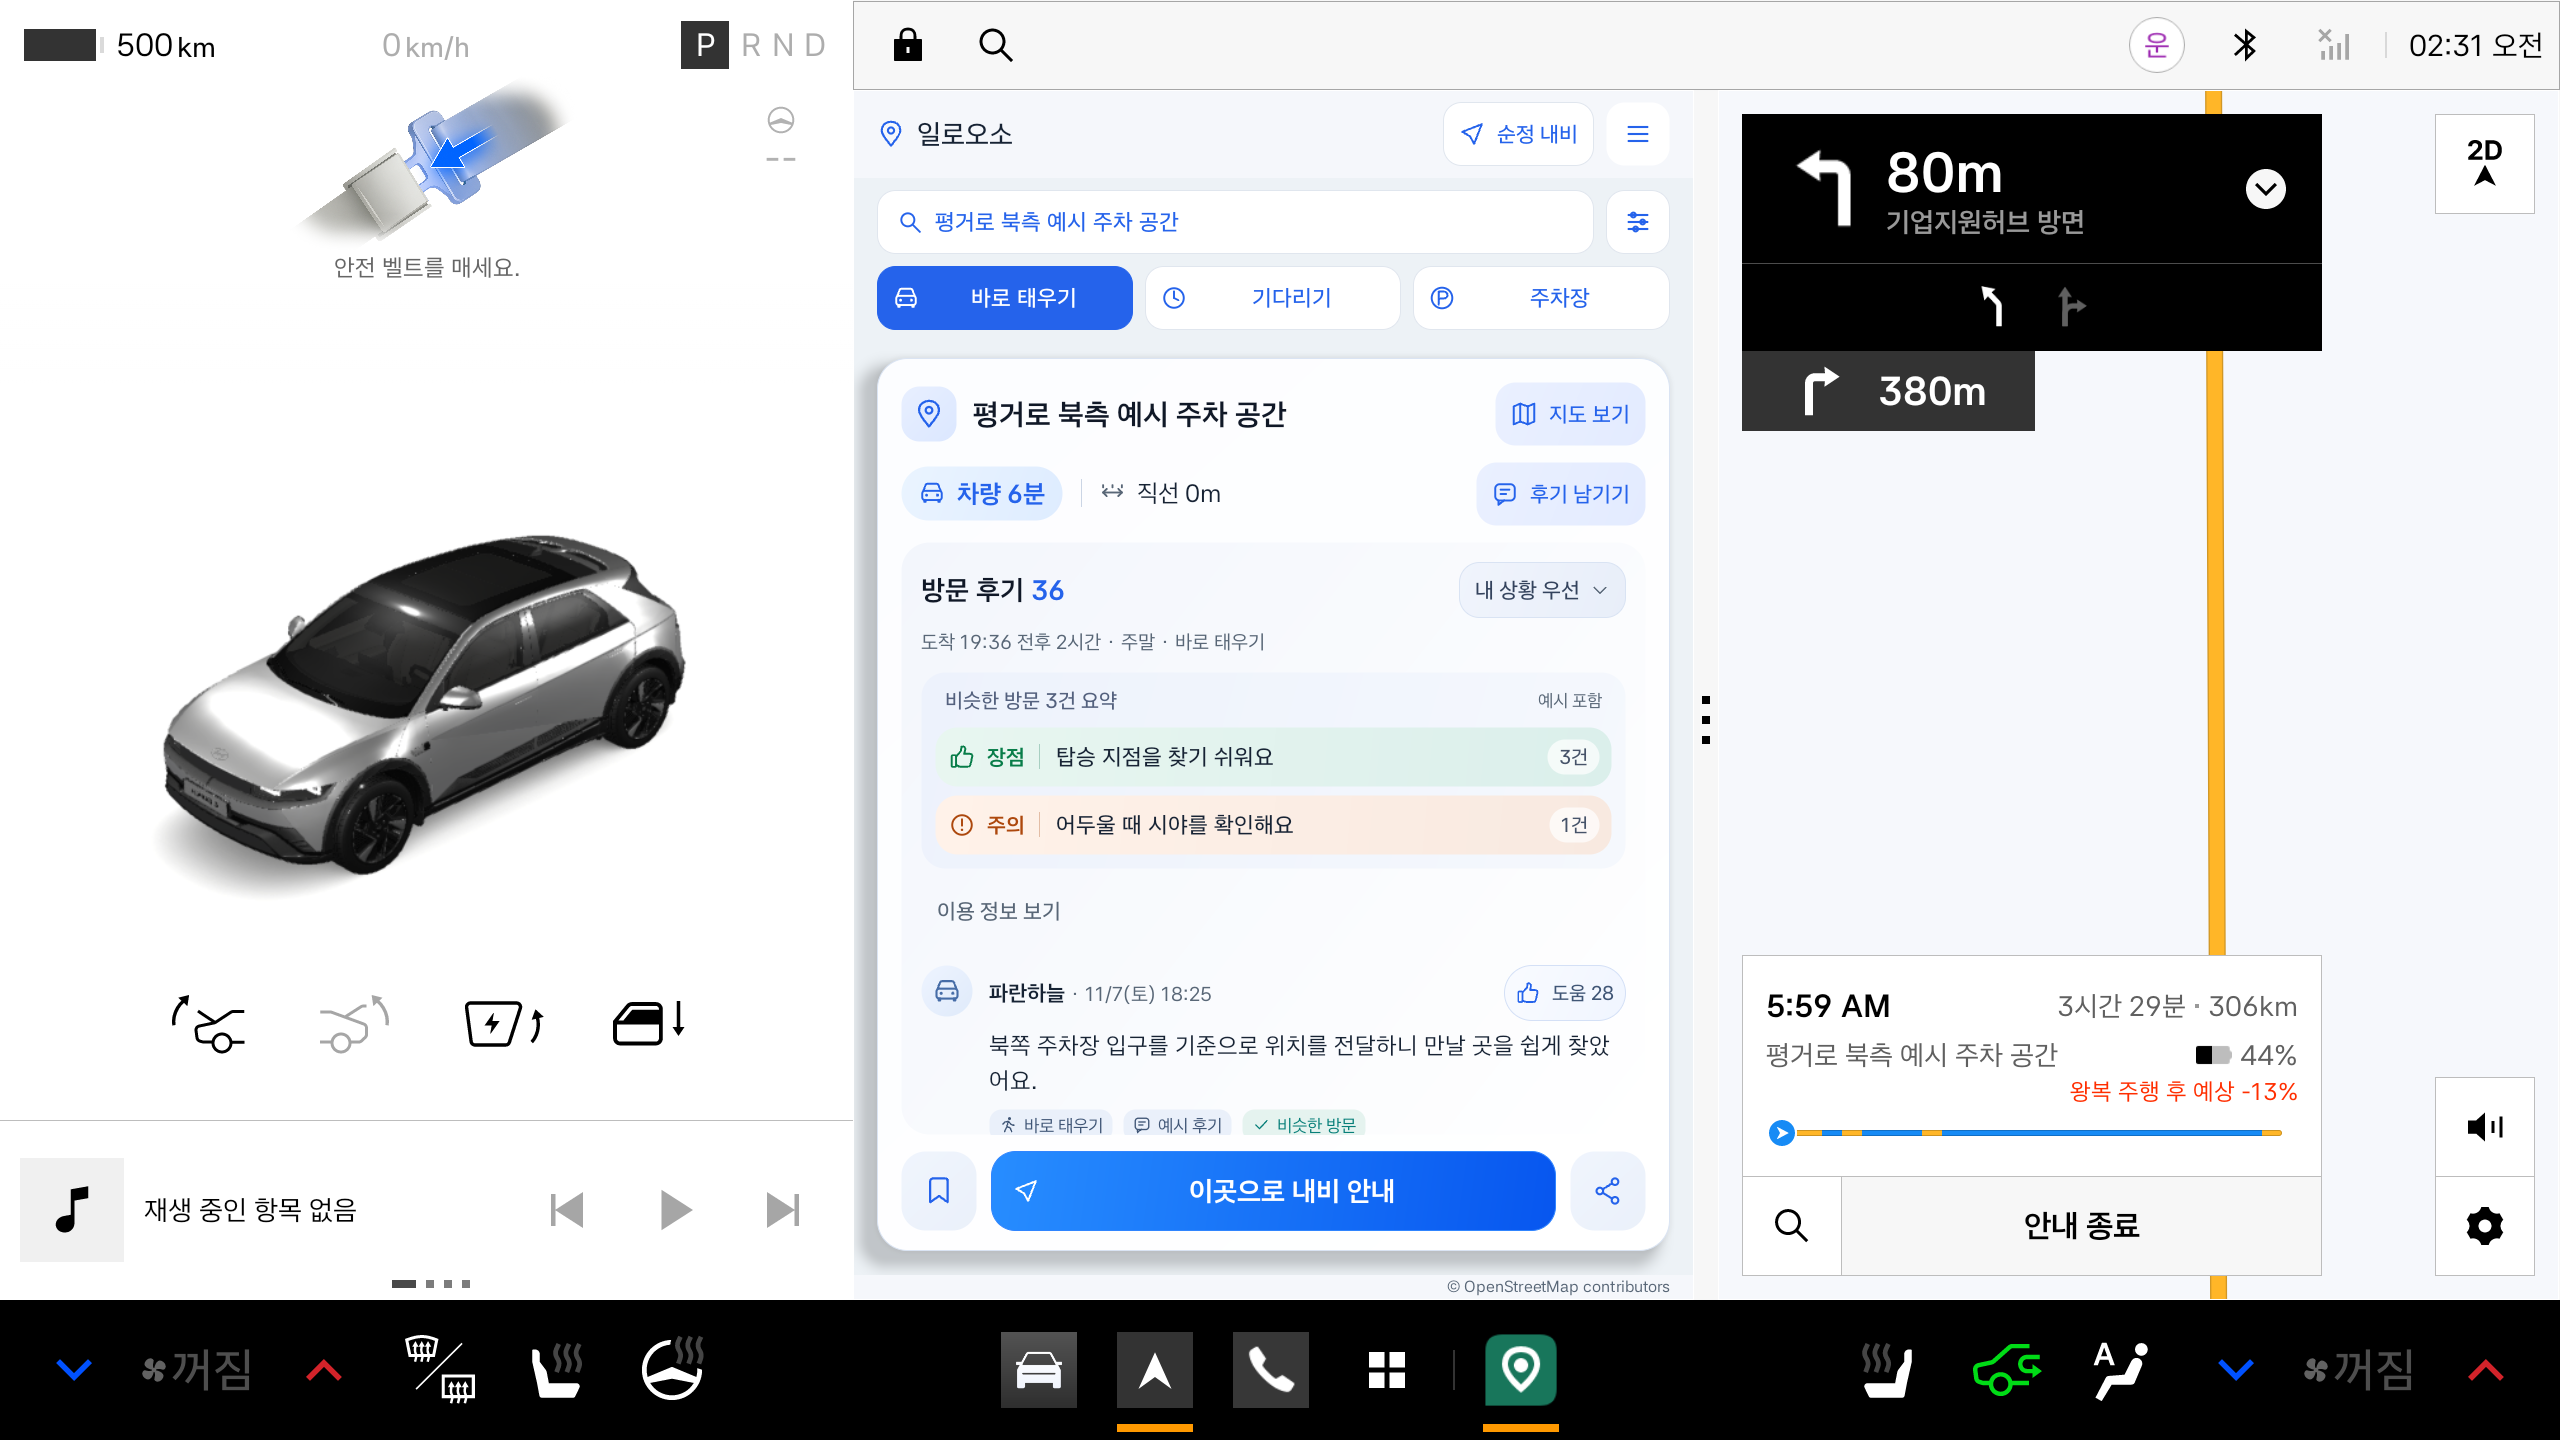 500 km
0 km/h
P R N D
안전 벨트를 매세요.
재생 중인 항목 없음
02:31 오전
운
일로오소
순정 내비
평거로 북측 예시 주차 공간
바로 태우기
기다리기
주차장
평거로 북측 예시 주차 공간
지도 보기
차량 6분
직선 0m
후기 남기기
방문 후기 36
내 상황 우선
도착 19:36 전후 2시간 · 주말 · 바로 태우기
비슷한 방문 3건 요약
예시 포함
장점
탑승 지점을 찾기 쉬워요
3건
주의
어두울 때 시야를 확인해요
1건
이용 정보 보기
파란하늘 · 11/7(토) 18:25
도움 28
북쪽 주차장 입구를 기준으로 위치를 전달하니 만날 곳을 쉽게 찾았
어요.
바로 태우기
예시 후기
비슷한 방문
이곳으로 내비 안내
© OpenStreetMap contributors
80m
기업지원허브 방면
380m
2D
5:59 AM
3시간 29분 · 306km
평거로 북측 예시 주차 공간
44%
왕복 주행 후 예상 -13%
안내 종료
꺼짐
A
꺼짐